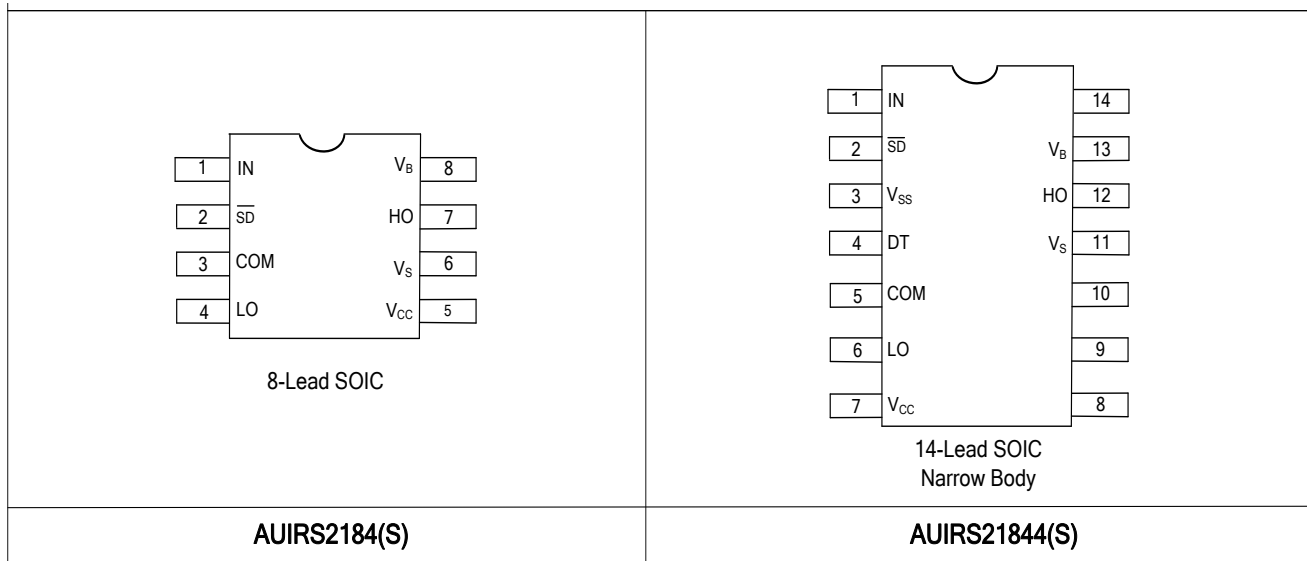 1 IN
2 S̅D̅
3 COM
4 LO
V_B 8
HO 7
V_S 6
V_CC 5
8-Lead SOIC
AUIRS2184(S)
1 IN
2 S̅D̅
3 V_SS
4 DT
5 COM
6 LO
7 V_CC
14
V_B 13
HO 12
V_S 11
10
9
8
14-Lead SOIC
Narrow Body
AUIRS21844(S)